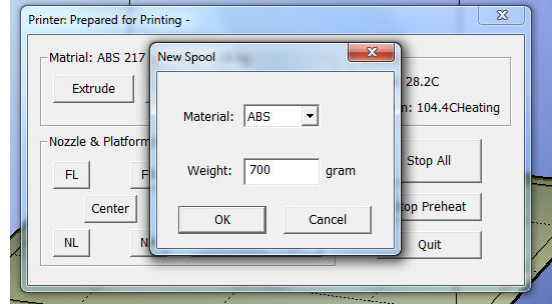 Printer: Prepared for Printing -
Matrial: ABS 217
New Spool
Extrude
28.2C
104.4CHeating
Material: ABS
Nozzle & Platform
Stop All
FL
Weight: 700 gram
Center
Preheat
OK
Cancel
NL
Quit